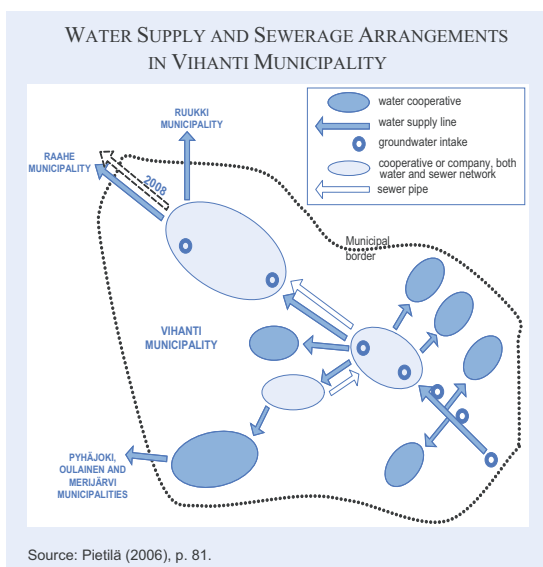 WATER SUPPLY AND SEWERAGE ARRANGEMENTS
IN VIHANTI MUNICIPALITY
RUUKKI
MUNICIPALITY
RAAHE
MUNICIPALITY
2008
water cooperative
water supply line
groundwater intake
cooperative or company, both
water and sewer network
sewer pipe
Municipal
border
VIHANTI
MUNICIPALITY
PYHÄJOKI,
OULAINEN AND
MERIJÄRVI
MUNICIPALITIES
Source: Pietilä (2006), p. 81.